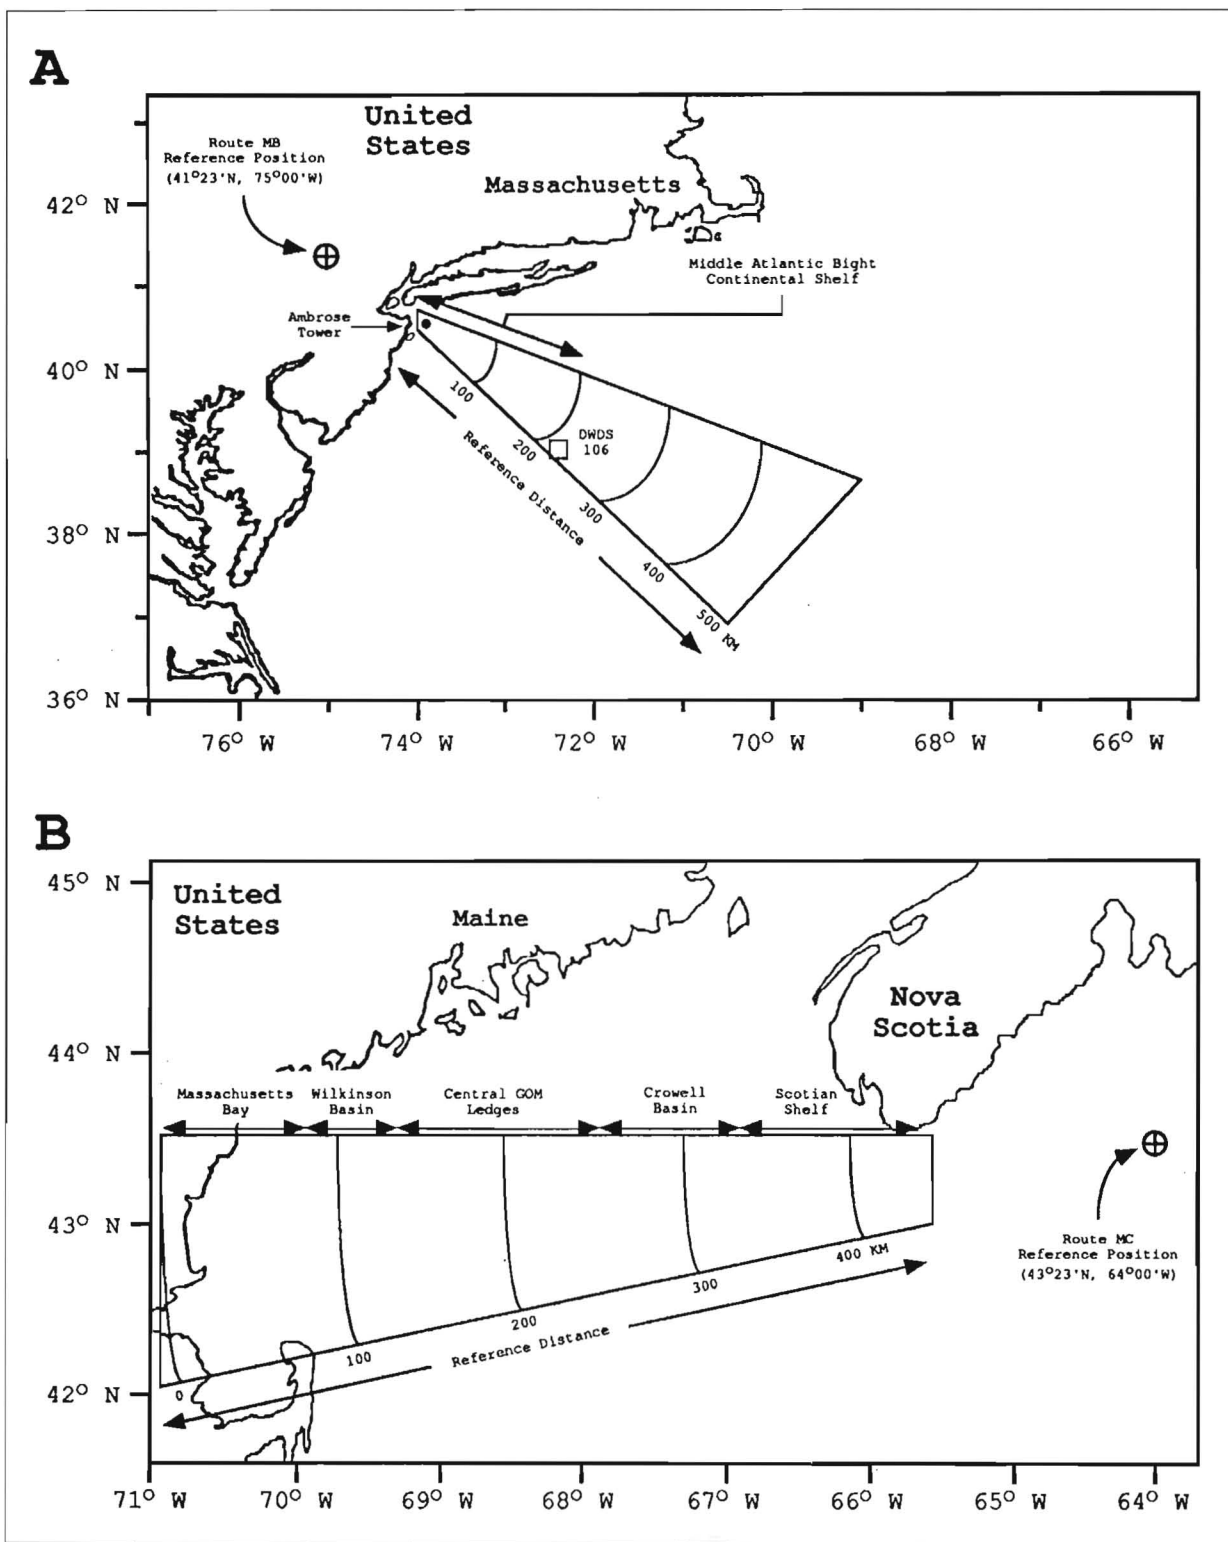 A
United
States
Route MB
Reference Position
(41°23'N, 75°00'W)
Massachusetts
42° N
Middle Atlantic Bight
Continental Shelf
Ambrose
Tower
40° N
100
200
DWDS
106
Reference Distance
300
38° N
400
500 KM
36° N
76° W 74° W 72° W 70° W 68° W 66° W
B
45° N
United
States
Maine
Nova
Scotia
44° N
Massachusetts
Bay
Wilkinson
Basin
Central GOM
Ledges
Crowell
Basin
Scotian
Shelf
43° N
Route MC
Reference Position
(43°23'N, 64°00'W)
400 KM
300
200
100
0
Reference Distance
42° N
71° W 70° W 69° W 68° W 67° W 66° W 65° W 64° W